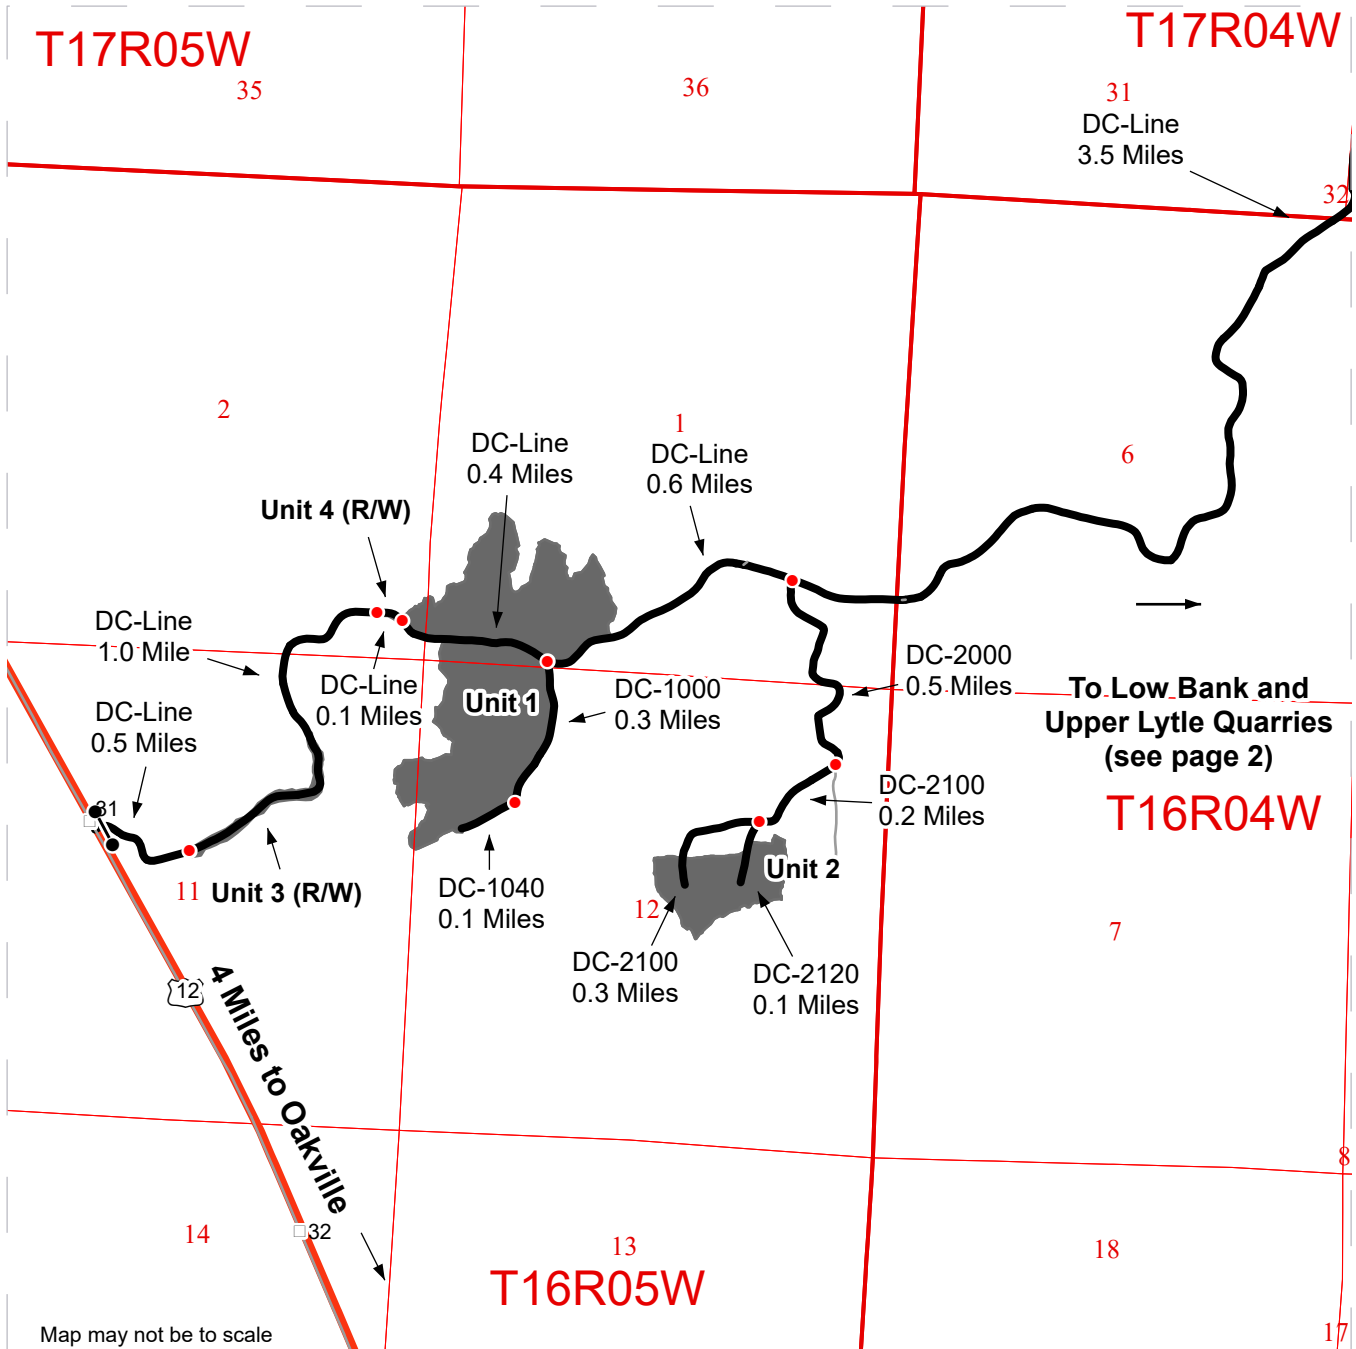 T17R05W
T17R04W
35
36
31
DC-Line
3.5 Miles
32
2
1
DC-Line
0.4 Miles
DC-Line
0.6 Miles
6
Unit 4 (R/W)
DC-Line
1.0 Mile
DC-Line
0.1 Miles
Unit 1
DC-1000
0.3 Miles
DC-2000
0.5 Miles
To Low Bank and
Upper Lytle Quarries
(see page 2)
DC-Line
0.5 Miles
31
DC-2100
0.2 Miles
T16R04W
11
Unit 3 (R/W)
DC-1040
0.1 Miles
Unit 2
12
7
DC-2100
0.3 Miles
DC-2120
0.1 Miles
12
4 Miles to Oakville
8
14
32
13
18
T16R05W
17
Map may not be to scale